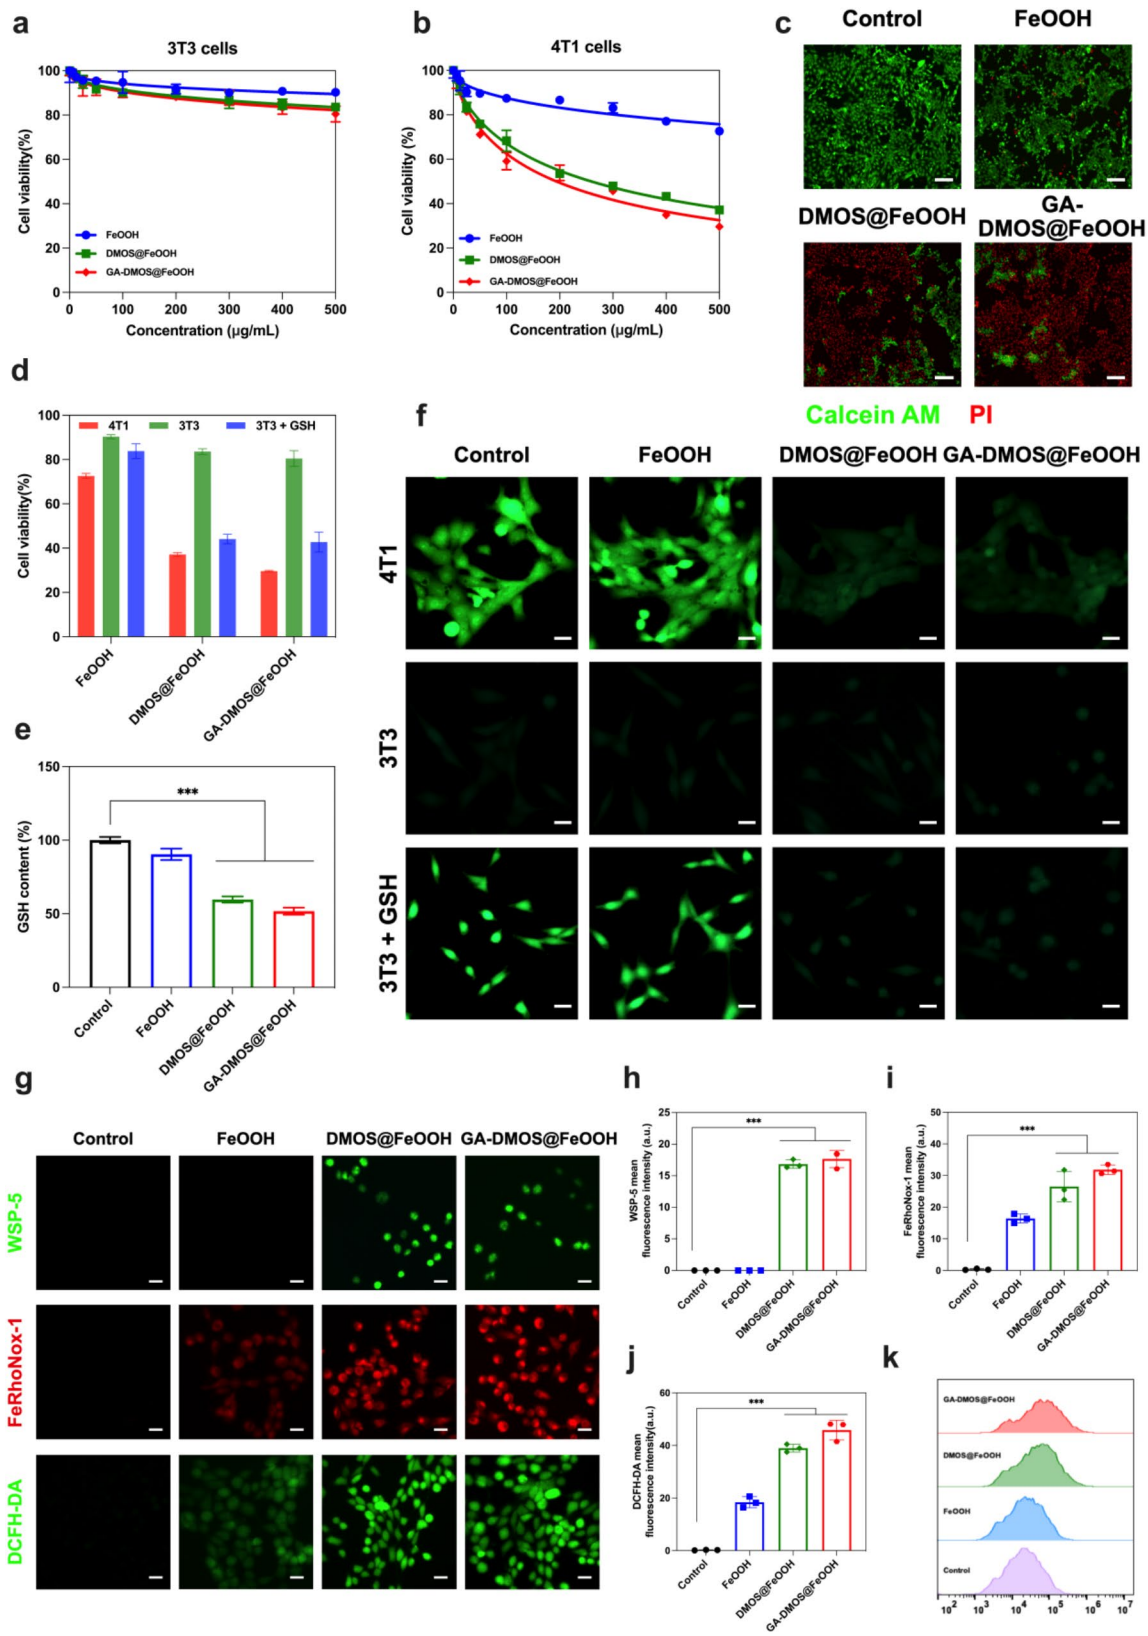 a
3T3 cells
Cell viability(%)
100
80
60
40
20
0
FeOOH
DMOS@FeOOH
GA-DMOS@FeOOH
0 100 200 300 400 500
Concentration (μg/mL)
b
4T1 cells
Cell viability (%)
100
80
60
40
20
0
FeOOH
DMOS@FeOOH
GA-DMOS@FeOOH
0 100 200 300 400 500
Concentration (μg/mL)
c
Control FeOOH
DMOS@FeOOH GA-
DMOS@FeOOH
Calcein AM PI
d
Cell viability(%)
100
80
60
40
20
0
4T1 3T3 3T3 + GSH
FeOOH
DMOS@FeOOH
GA-DMOS@FeOOH
e
GSH content (%)
150
100
50
0
***
Control
FeOOH
DMOS@FeOOH
GA-DMOS@FeOOH
f
Control FeOOH DMOS@FeOOH GA-DMOS@FeOOH
4T1
3T3
3T3 + GSH
g
Control FeOOH DMOS@FeOOH GA-DMOS@FeOOH
WSP-5
FeRhoNox-1
DCFH-DA
h
WSP-5 mean
fluorescence intensity (a.u.)
25
20
15
10
5
0
***
Control
FeOOH
DMOS@FeOOH
GA-DMOS@FeOOH
i
FeRhoNox-1 mean
fluorescence intensity (a.u.)
50
40
30
20
10
0
***
Control
FeOOH
DMOS@FeOOH
GA-DMOS@FeOOH
j
DCFH-DA mean
fluorescence intensity(a.u.)
60
40
20
0
***
Control
FeOOH
DMOS@FeOOH
GA-DMOS@FeOOH
k
GA-DMOS@FeOOH
DMOS@FeOOH
FeOOH
Control
10² 10³ 10⁴ 10⁵ 10⁶ 10⁷